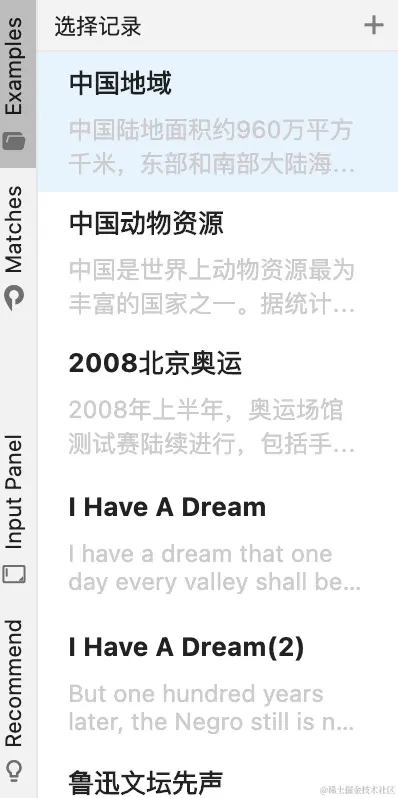 选择记录
Examples
中国地域
中国陆地面积约960万平方
千米，东部和南部大陆海...
Matches
中国动物资源
中国是世界上动物资源最为
丰富的国家之一。据统计...
2008北京奥运
2008年上半年，奥运场馆
测试赛陆续进行，包括手...
Input Panel
I Have A Dream
I have a dream that one
day every valley shall be...
Recommend
I Have A Dream(2)
But one hundred years
later, the Negro still is n...
鲁迅文坛先声
@稀土掘金技术社区